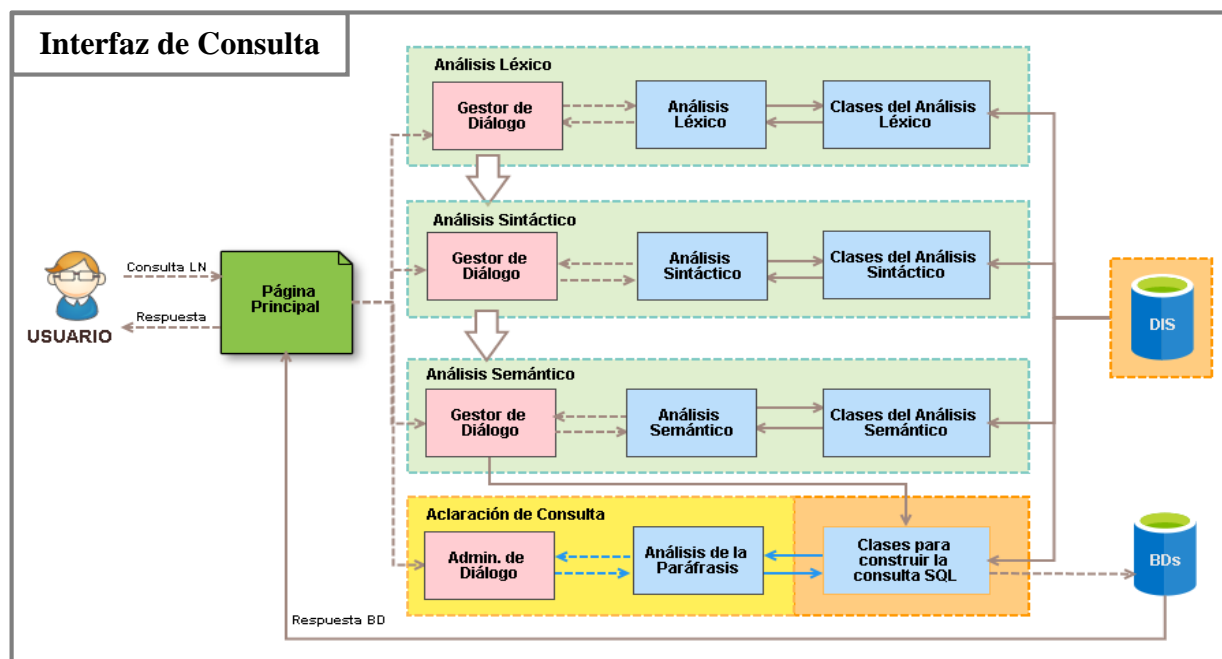 Interfaz de Consulta
Análisis Léxico
Gestor de
Diálogo
Análisis
Léxico
Clases del Análisis
Léxico
Análisis Sintáctico
Gestor de
Diálogo
Análisis
Sintáctico
Clases del Análisis
Sintáctico
Consulta LN
Respuesta
USUARIO
Página
Principal
DIS
Análisis Semántico
Gestor de
Diálogo
Análisis
Semántico
Clases del Análisis
Semántico
Aclaración de Consulta
Admin. de
Diálogo
Análisis de la
Paráfrasis
Clases para
construir la
consulta SQL
BDs
Respuesta BD